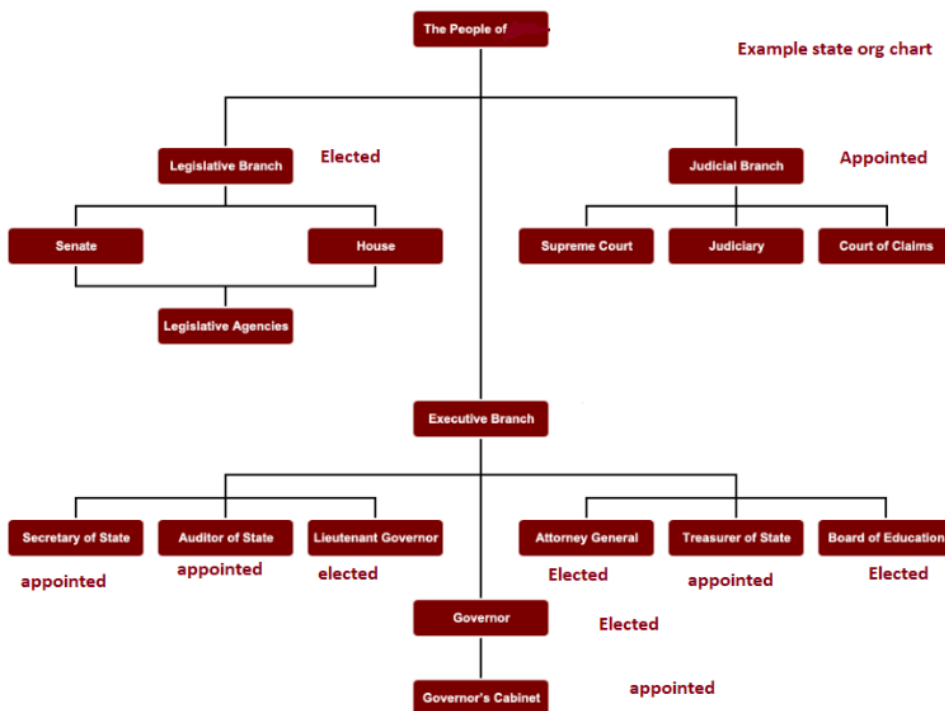 The People of
Example state org chart
Legislative Branch
Elected
Judicial Branch
Appointed
Senate
House
Supreme Court
Judiciary
Court of Claims
Legislative Agencies
Executive Branch
Secretary of State
Auditor of State
Lieutenant Governor
Attorney General
Treasurer of State
Board of Education
appointed
appointed
elected
Elected
appointed
Elected
Governor
Elected
Governor's Cabinet
appointed